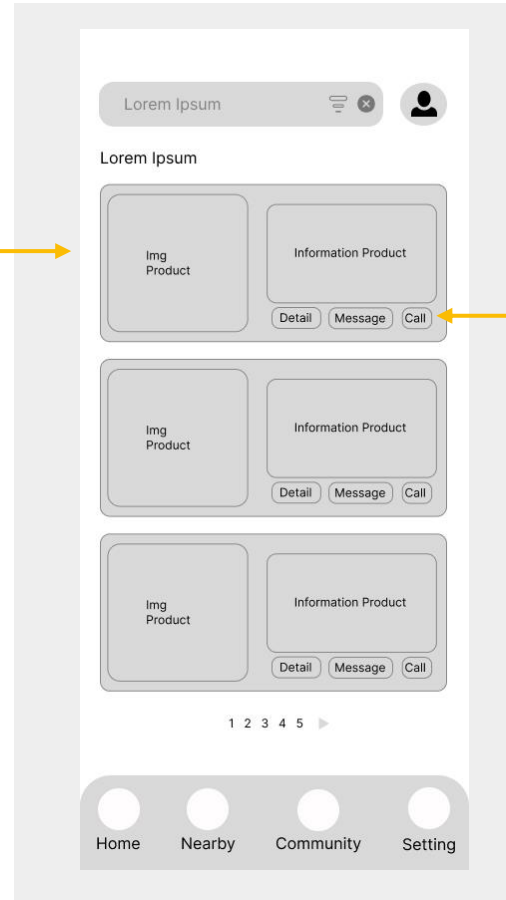 Lorem Ipsum
Lorem Ipsum
Img
Product
Information Product
Detail Message Call
Img
Product
Information Product
Detail Message Call
Img
Product
Information Product
Detail Message Call
1 2 3 4 5
Home Nearby Community Setting